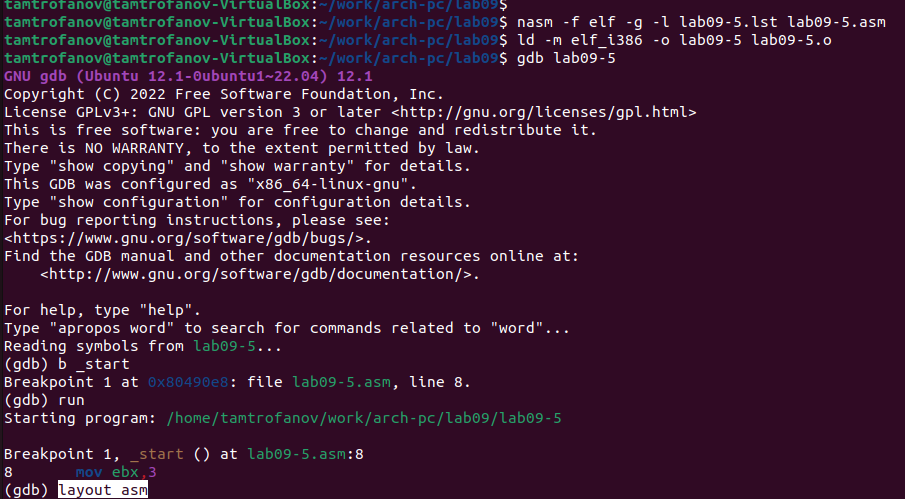 tamtrofanov@tamtrofanov-VirtualBox:~/work/arch-pc/lab09$
tamtrofanov@tamtrofanov-VirtualBox:~/work/arch-pc/lab09$ nasm -f elf -g -l lab09-5.lst lab09-5.asm
tamtrofanov@tamtrofanov-VirtualBox:~/work/arch-pc/lab09$ ld -m elf_i386 -o lab09-5 lab09-5.o
tamtrofanov@tamtrofanov-VirtualBox:~/work/arch-pc/lab09$ gdb lab09-5
GNU gdb (Ubuntu 12.1-0ubuntu1~22.04) 12.1
Copyright (C) 2022 Free Software Foundation, Inc.
License GPLv3+: GNU GPL version 3 or later <http://gnu.org/licenses/gpl.html>
This is free software: you are free to change and redistribute it.
There is NO WARRANTY, to the extent permitted by law.
Type "show copying" and "show warranty" for details.
This GDB was configured as "x86_64-linux-gnu".
Type "show configuration" for configuration details.
For bug reporting instructions, please see:
<https://www.gnu.org/software/gdb/bugs/>.
Find the GDB manual and other documentation resources online at:
    <http://www.gnu.org/software/gdb/documentation/>.
For help, type "help".
Type "apropos word" to search for commands related to "word"...
Reading symbols from lab09-5...
(gdb) b _start
Breakpoint 1 at 0x80490e8: file lab09-5.asm, line 8.
(gdb) run
Starting program: /home/tamtrofanov/work/arch-pc/lab09/lab09-5
Breakpoint 1, _start () at lab09-5.asm:8
8       mov ebx,3
(gdb) layout asm